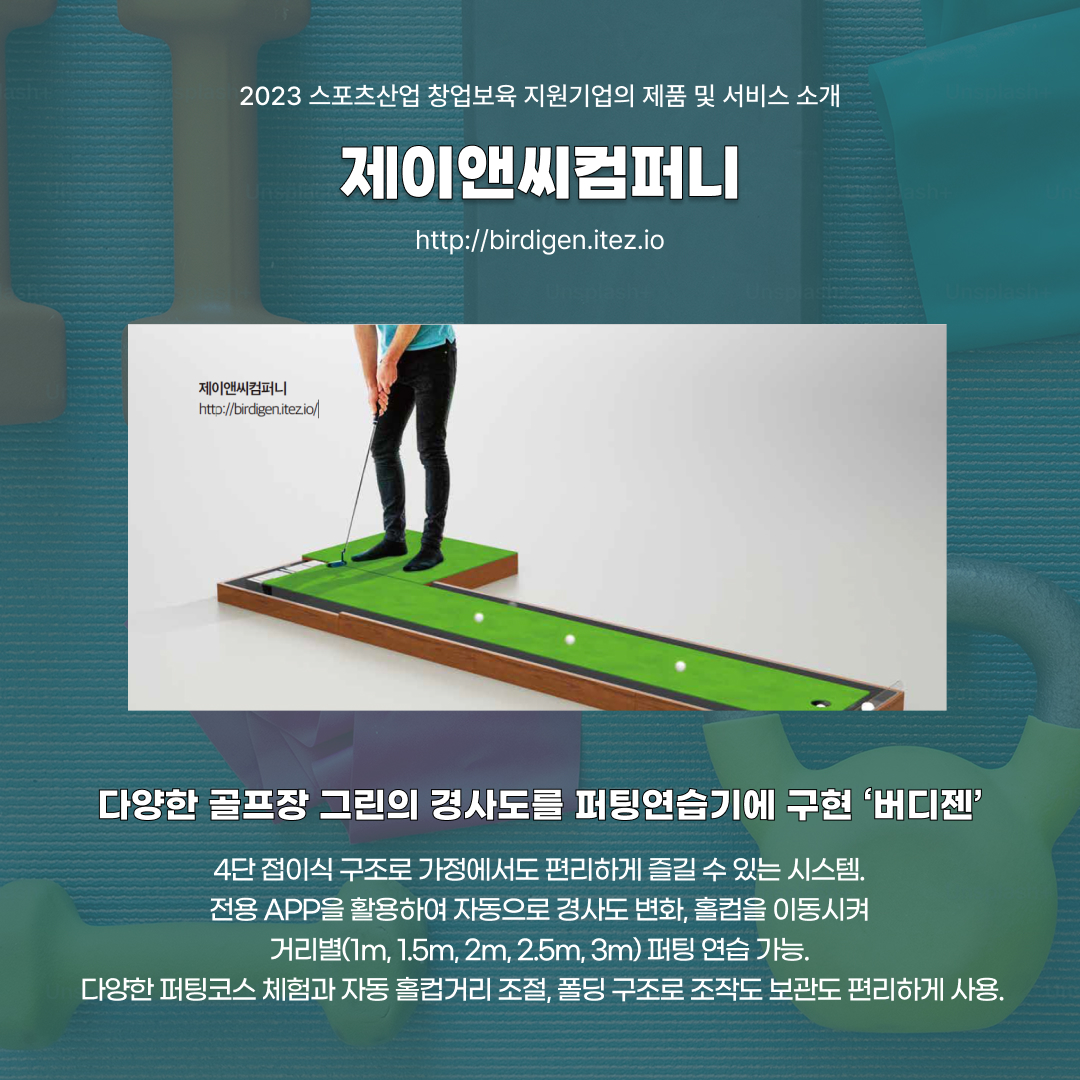 2023 스포츠산업 창업보육 지원기업의 제품 및 서비스 소개
제이앤씨컴퍼니
http://birdigen.itez.io
제이앤씨컴퍼니
http://birdigen.itez.io/
다양한 골프장 그린의 경사도를 퍼팅연습기에 구현 ‘버디젠’
4단 접이식 구조로 가정에서도 편리하게 즐길 수 있는 시스템.
전용 APP을 활용하여 자동으로 경사도 변화, 홀컵을 이동시켜
거리별(1m, 1.5m, 2m, 2.5m, 3m) 퍼팅 연습 가능.
다양한 퍼팅코스 체험과 자동 홀컵거리 조절, 폴딩 구조로 조작도 보관도 편리하게 사용.